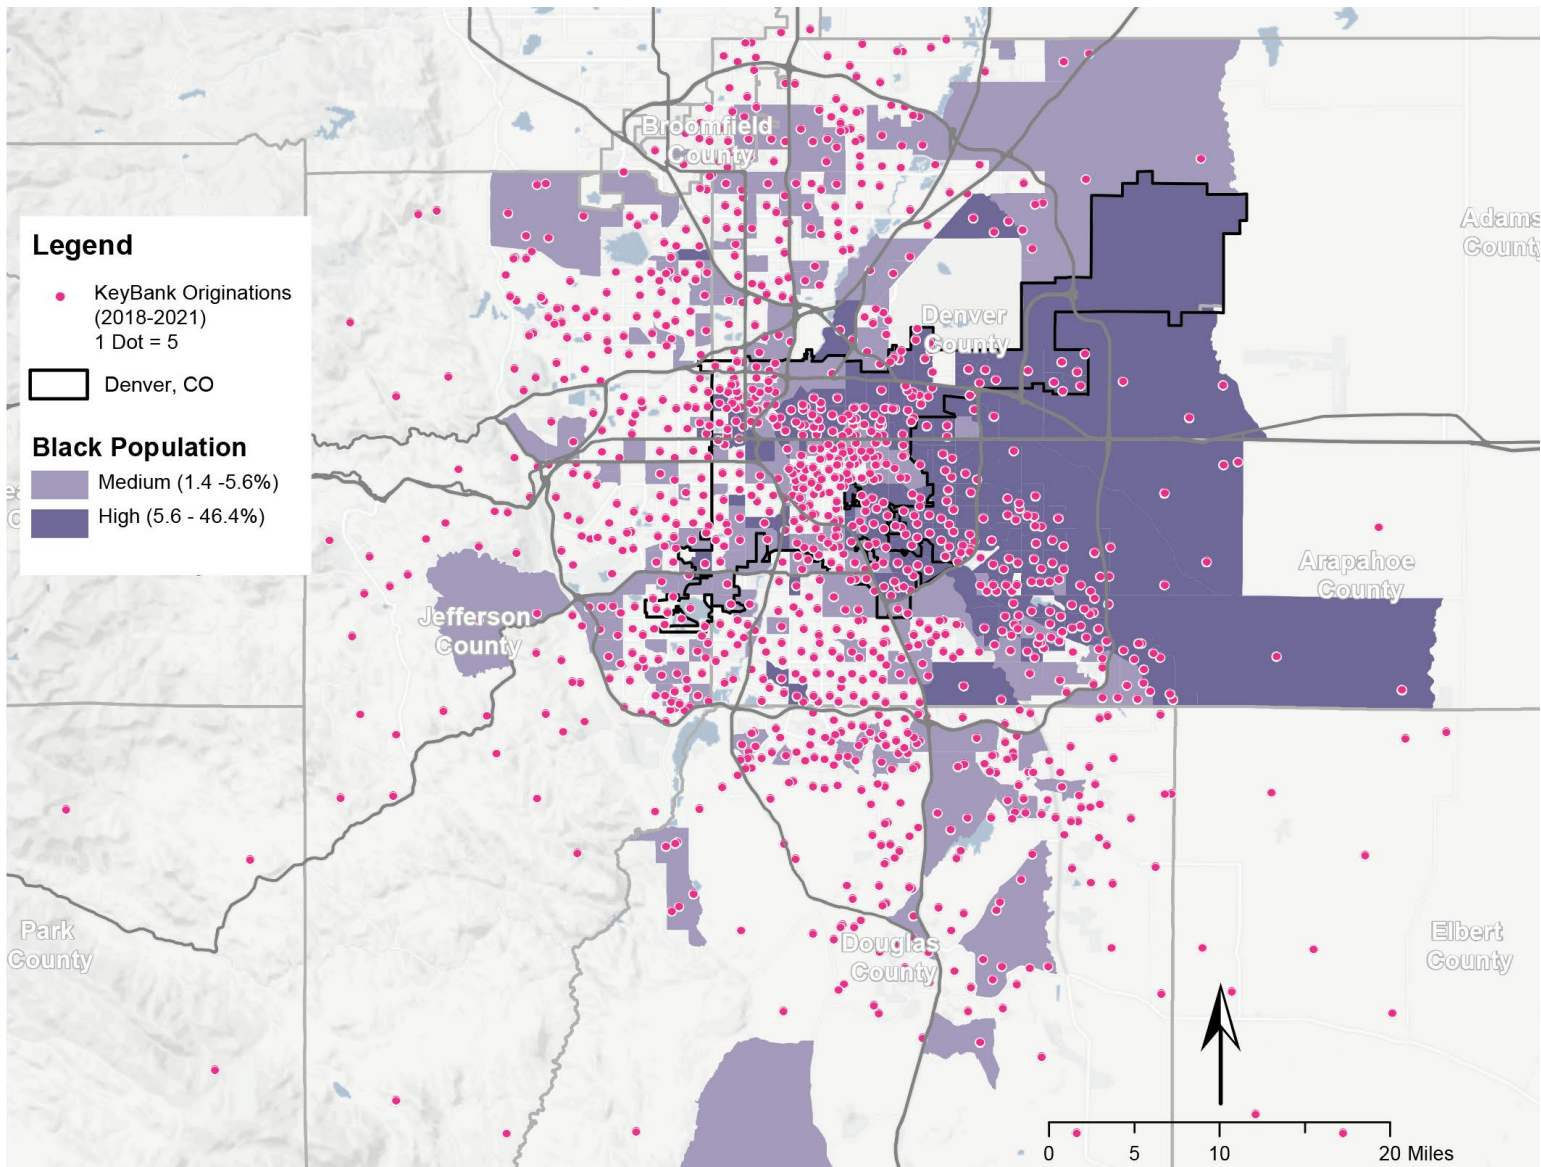 Broomfield
County
Adams
County
Legend
KeyBank Originations
(2018-2021)
1 Dot = 5
Denver, CO
Black Population
Medium (1.4 -5.6%)
High (5.6 - 46.4%)
Denver
County
Arapahoe
County
Jefferson
County
Park
County
Douglas
County
Elbert
County
0 5 10 20 Miles